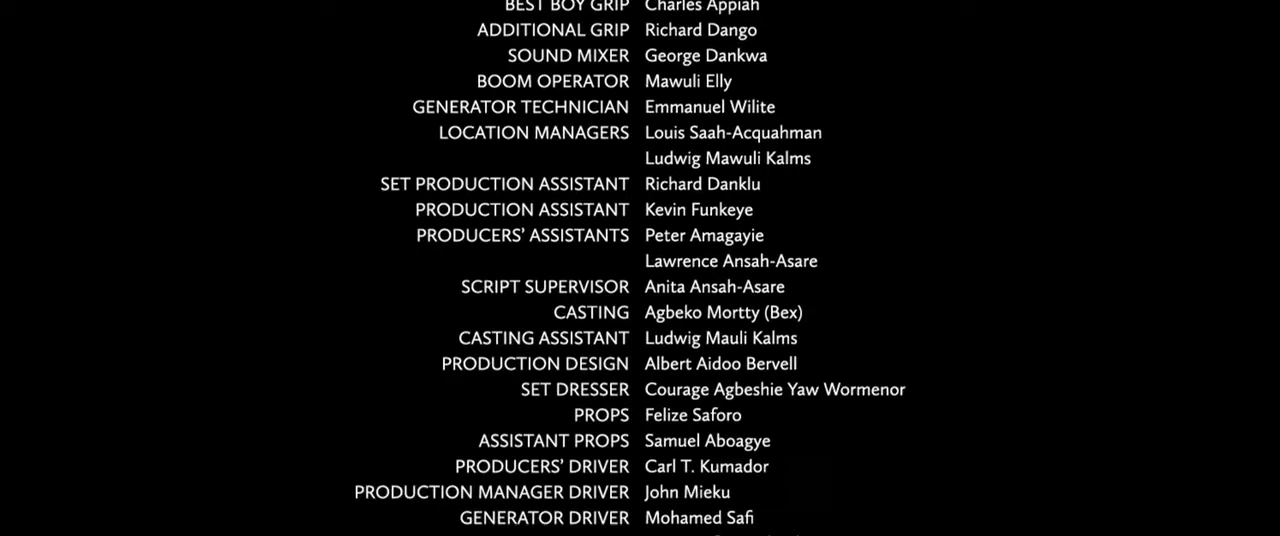 BEST BOY GRIP Charles Appiah
ADDITIONAL GRIP Richard Dango
SOUND MIXER George Dankwa
BOOM OPERATOR Mawuli Elly
GENERATOR TECHNICIAN Emmanuel Wilite
LOCATION MANAGERS Louis Saah-Acquahman
Ludwig Mawuli Kalms
SET PRODUCTION ASSISTANT Richard Danklu
PRODUCTION ASSISTANT Kevin Funkeye
PRODUCERS’ ASSISTANTS Peter Amagayie
Lawrence Ansah-Asare
SCRIPT SUPERVISOR Anita Ansah-Asare
CASTING Agbeko Mortty (Bex)
CASTING ASSISTANT Ludwig Mauli Kalms
PRODUCTION DESIGN Albert Aidoo Bervell
SET DRESSER Courage Agbeshie Yaw Wormenor
PROPS Felize Saforo
ASSISTANT PROPS Samuel Aboagye
PRODUCERS’ DRIVER Carl T. Kumador
PRODUCTION MANAGER DRIVER John Mieku
GENERATOR DRIVER Mohamed Safi